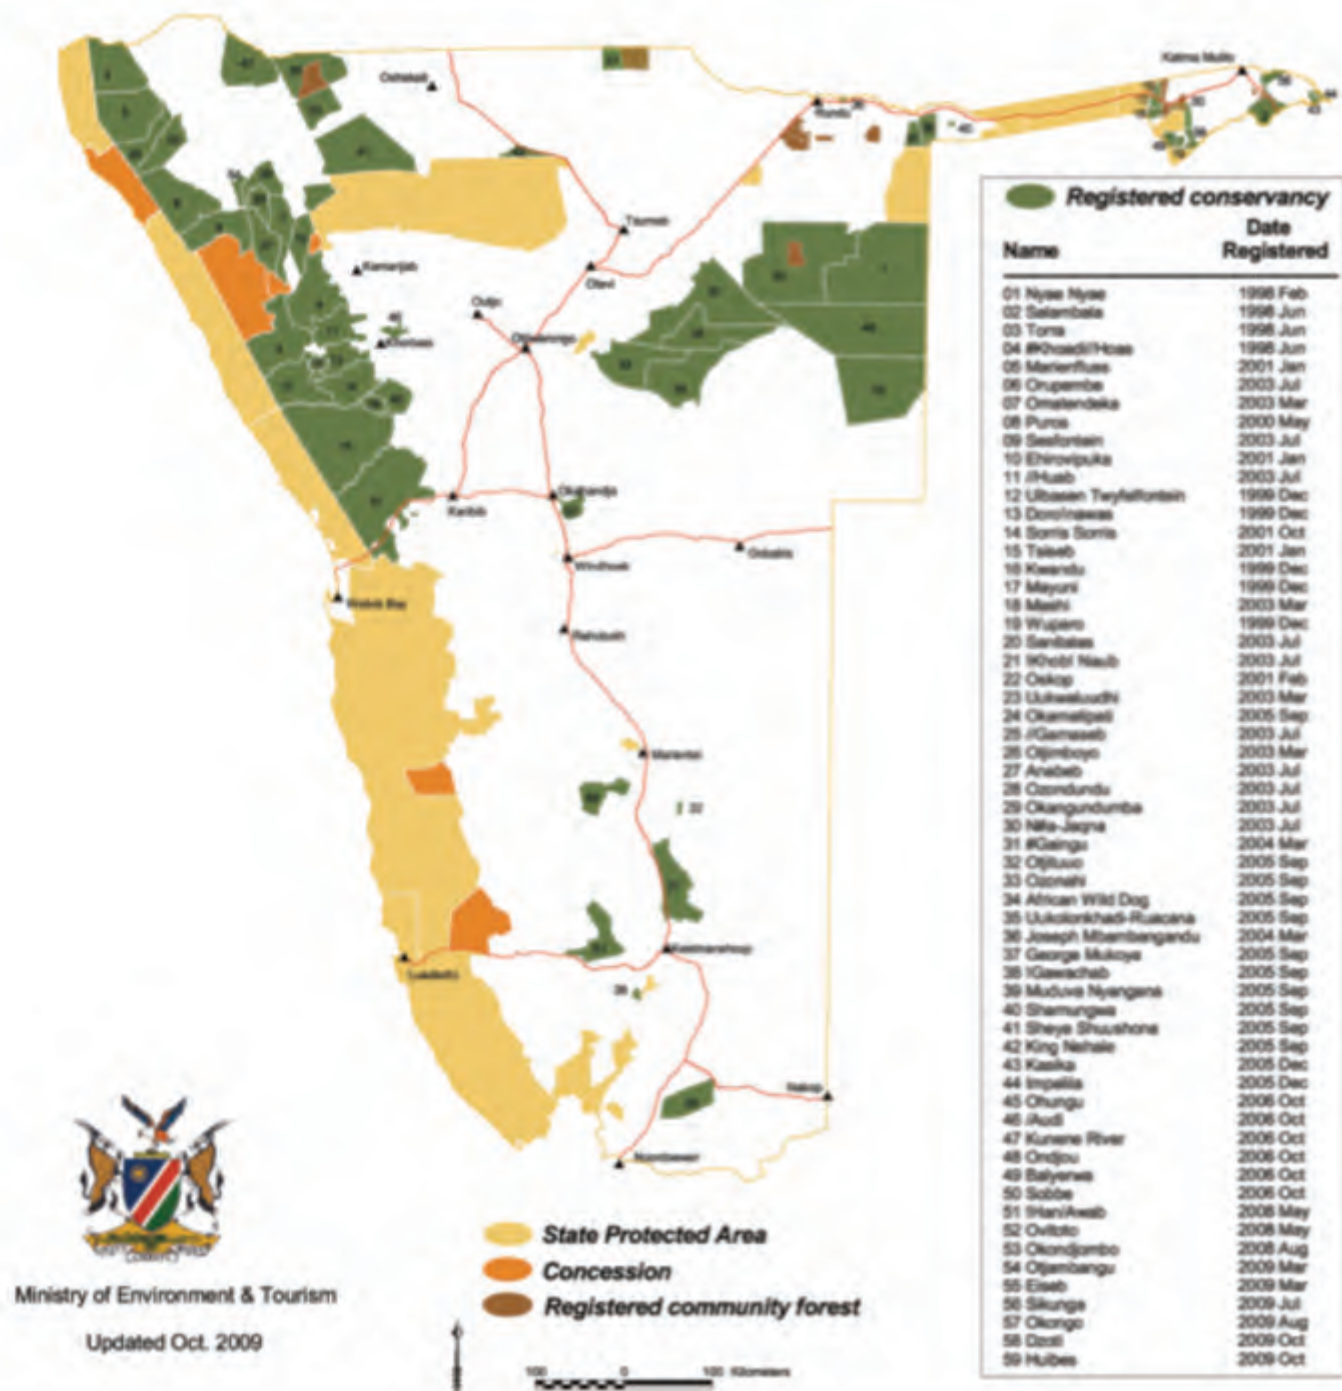 Registered conservancy
Name
Date
Registered
01 Nyae Nyae 1998 Feb
02 Salambala 1998 Jun
03 Torra 1998 Jun
04 #Khoadi//Hoas 1998 Jun
05 Marienfluss 2001 Jan
06 Orupembe 2003 Jul
07 Omatendeka 2003 Mar
08 Puros 2000 May
09 Sesfontein 2003 Jul
10 Ehirovipuka 2001 Jan
11 //Huab 2003 Jul
12 Uibasen Twyfelfontein 1999 Dec
13 Doro!nawas 1999 Dec
14 Sorris Sorris 2001 Oct
15 Tsiseb 2001 Jan
16 Kwandu 1999 Dec
17 Mayuni 1999 Dec
18 Mashi 2003 Mar
19 Wuparo 1999 Dec
20 Sanitatas 2003 Jul
21 !Khob! Naub 2003 Jul
22 Oskop 2001 Feb
23 Uukwaluudhi 2003 Mar
24 Okamatipati 2005 Sep
25 //Gamaseb 2003 Jul
26 Otjimboyo 2003 Mar
27 Anabeb 2003 Jul
28 Ozondundu 2003 Jul
29 Okangundumba 2003 Jul
30 N#a-Jaqna 2003 Jul
31 #Gaingu 2004 Mar
32 Otjituuo 2005 Sep
33 Ozonahi 2005 Sep
34 African Wild Dog 2005 Sep
35 Uukolonkhadi-Ruacana 2005 Sep
36 Joseph Mbambangandu 2004 Mar
37 George Mukoya 2005 Sep
38 !Gawachab 2005 Sep
39 Muduva Nyangana 2005 Sep
40 Shamungwa 2005 Sep
41 Sheya Shuushona 2005 Sep
42 King Nehale 2005 Sep
43 Kasika 2005 Dec
44 Impalila 2005 Dec
45 Ohungu 2006 Oct
46 /Audi 2006 Oct
47 Kunene River 2006 Oct
48 Ondjou 2006 Oct
49 Balyerwa 2006 Oct
50 Sobbe 2006 Oct
51 !Han/Awab 2008 May
52 Ovitoto 2008 May
53 Okondjombo 2008 Aug
54 Otjambangu 2009 Mar
55 Eiseb 2009 Mar
56 Sikunga 2009 Jul
57 Okongo 2009 Aug
58 Dzoti 2009 Oct
59 Huibes 2009 Oct
Katima Mulilo
Oshakati
Rundu
Tsumeb
Kamanjab
Otavi
Outjo
Otjiwarongo
Khorixas
Karibib
Okahandja
Windhoek
Gobabis
Walvis Bay
Rehoboth
Mariental
Keetmanshoop
Luderitz
Nakop
Noordoewer
State Protected Area
Concession
Registered community forest
Ministry of Environment & Tourism
Updated Oct. 2009
100 0 100 Kilometers